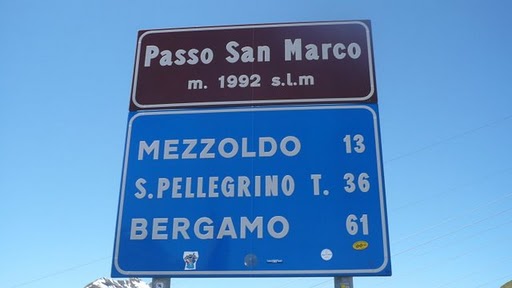 Passo San Marco
m. 1992 s.l.m
MEZZOLDO 13
S.PELLEGRINO T. 36
BERGAMO 61